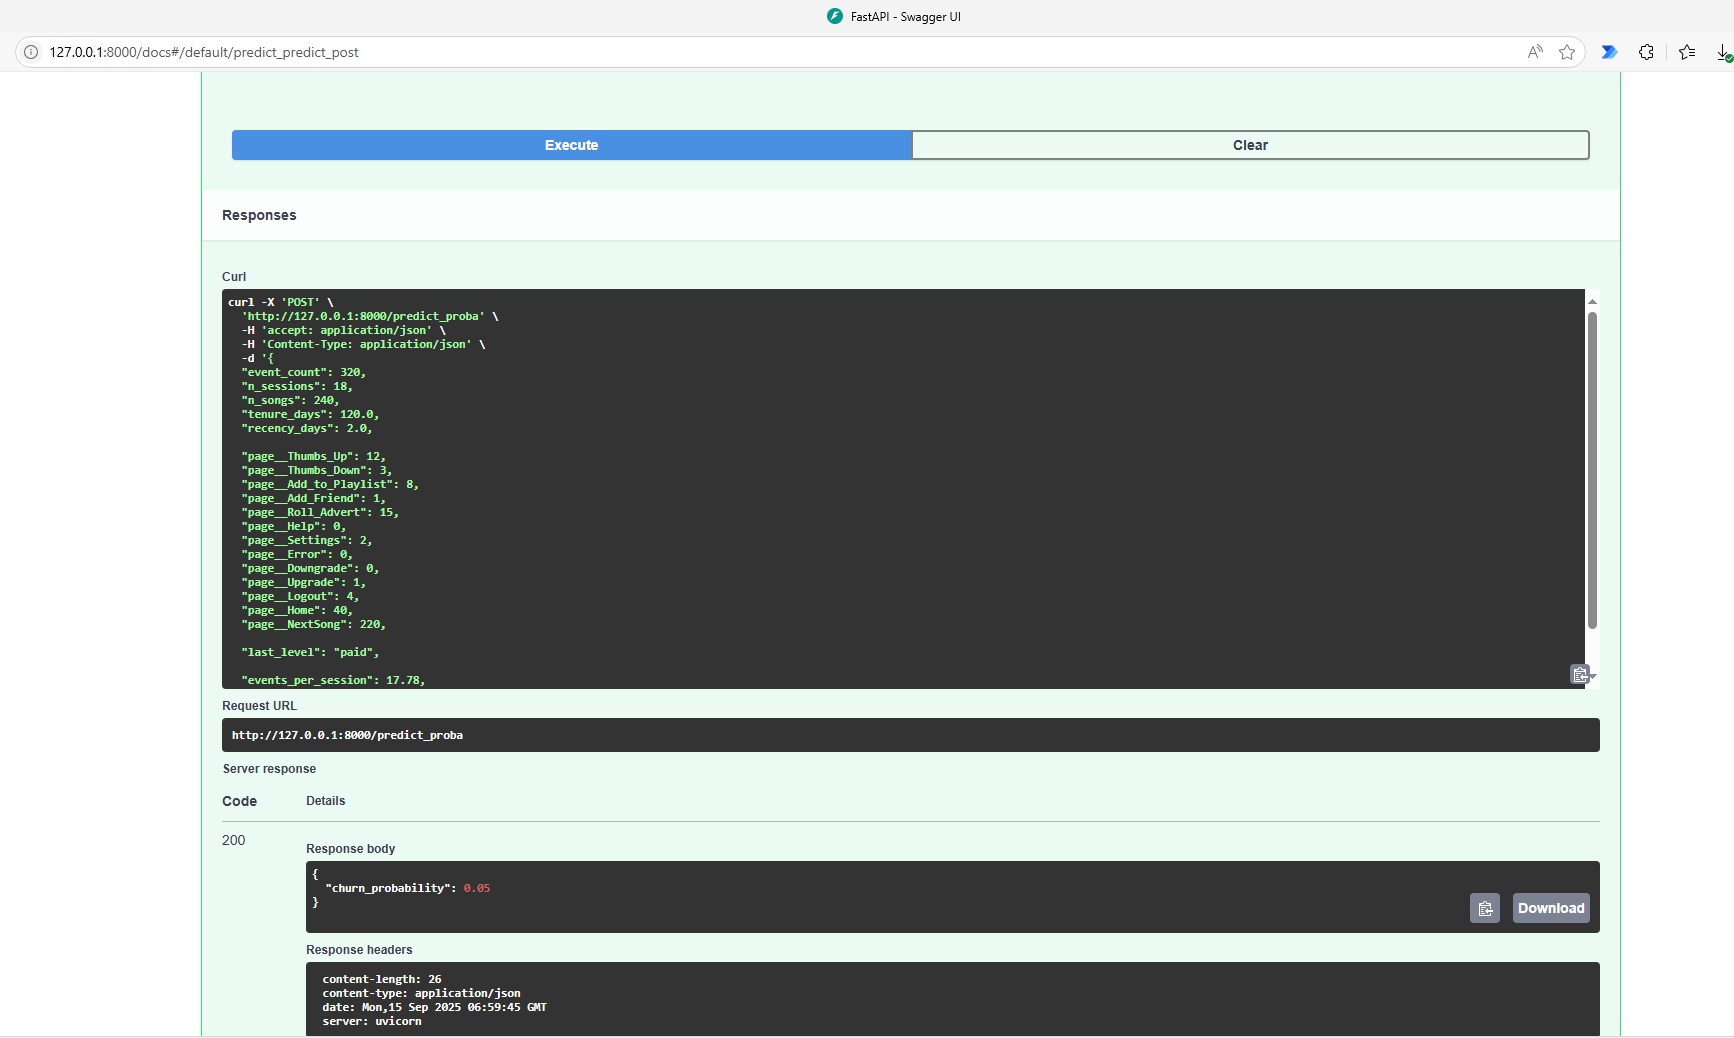 FastAPI - Swagger UI
127.0.0.1:8000/docs#/default/predict_predict_post
Execute
Clear
Responses
Curl
curl -X 'POST' \
  'http://127.0.0.1:8000/predict_proba' \
  -H 'accept: application/json' \
  -H 'Content-Type: application/json' \
  -d '{
  "event_count": 320,
  "n_sessions": 18,
  "n_songs": 240,
  "tenure_days": 120.0,
  "recency_days": 2.0,
  "page__Thumbs_Up": 12,
  "page__Thumbs_Down": 3,
  "page__Add_to_Playlist": 8,
  "page__Add_Friend": 1,
  "page__Roll_Advert": 15,
  "page__Help": 0,
  "page__Settings": 2,
  "page__Error": 0,
  "page__Downgrade": 0,
  "page__Upgrade": 1,
  "page__Logout": 4,
  "page__Home": 40,
  "page__NextSong": 220,
  "last_level": "paid",
  "events_per_session": 17.78,
Request URL
http://127.0.0.1:8000/predict_proba
Server response
Code Details
200
Response body
{
  "churn_probability": 0.05
}
Download
Response headers
content-length: 26
content-type: application/json
date: Mon,15 Sep 2025 06:59:45 GMT
server: uvicorn